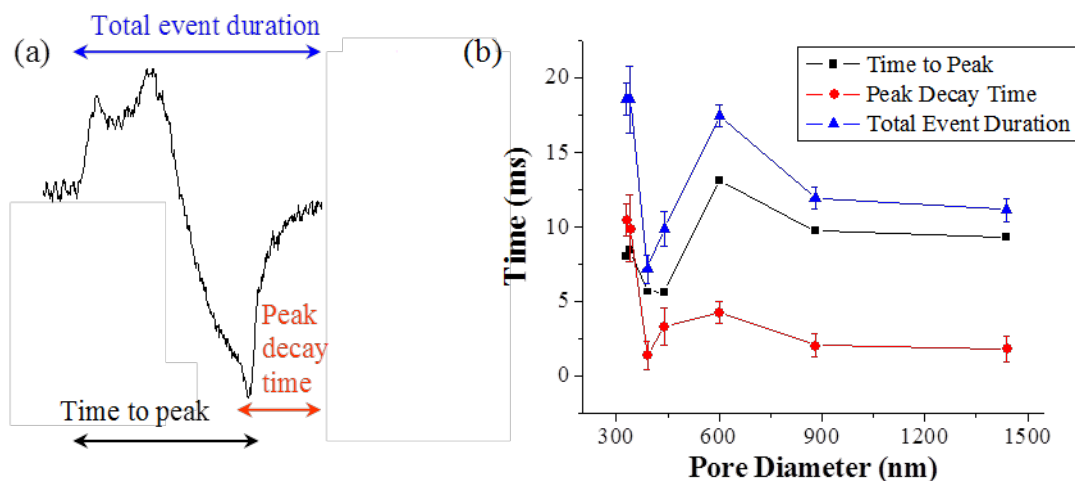 (a)
Total event duration
Peak
decay
time
Time to peak
(b)
Time to Peak
Peak Decay Time
Total Event Duration
Time (ms)
20
15
10
5
0
300
600
900
1200
1500
Pore Diameter (nm)